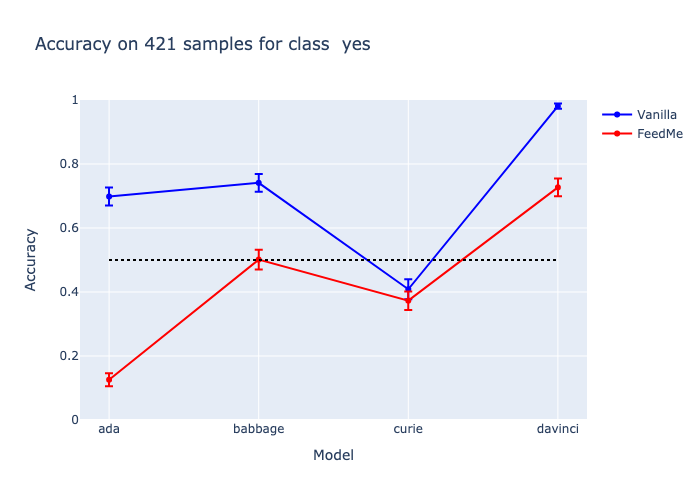 Accuracy on 421 samples for class  yes
Vanilla
FeedMe
1
0.8
0.6
0.4
0.2
0
Accuracy
ada
babbage
curie
davinci
Model